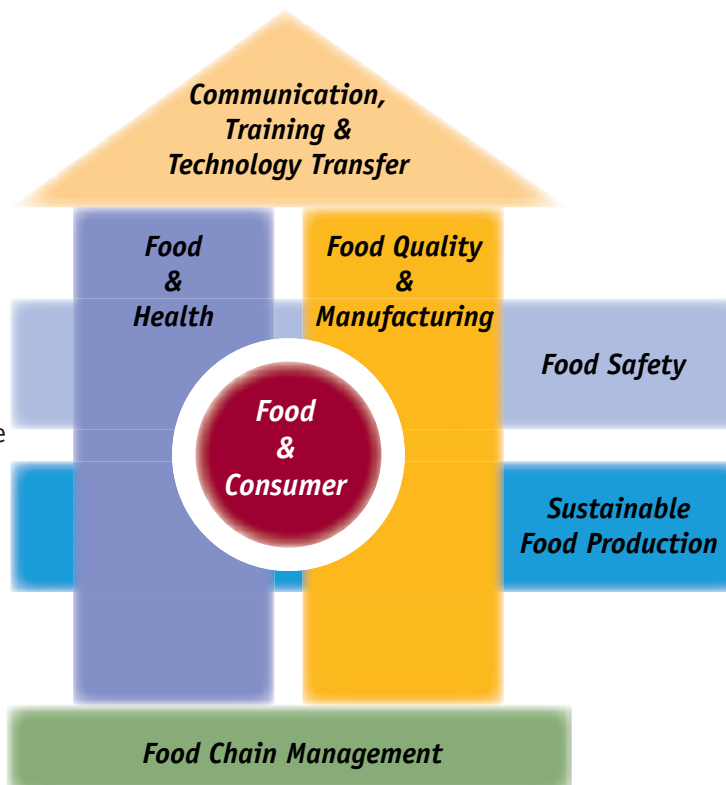 Communication,
Training &
Technology Transfer
Food
&
Health
Food Quality
&
Manufacturing
Food Safety
e
Food
&
Consumer
Sustainable
Food Production
Food Chain Management